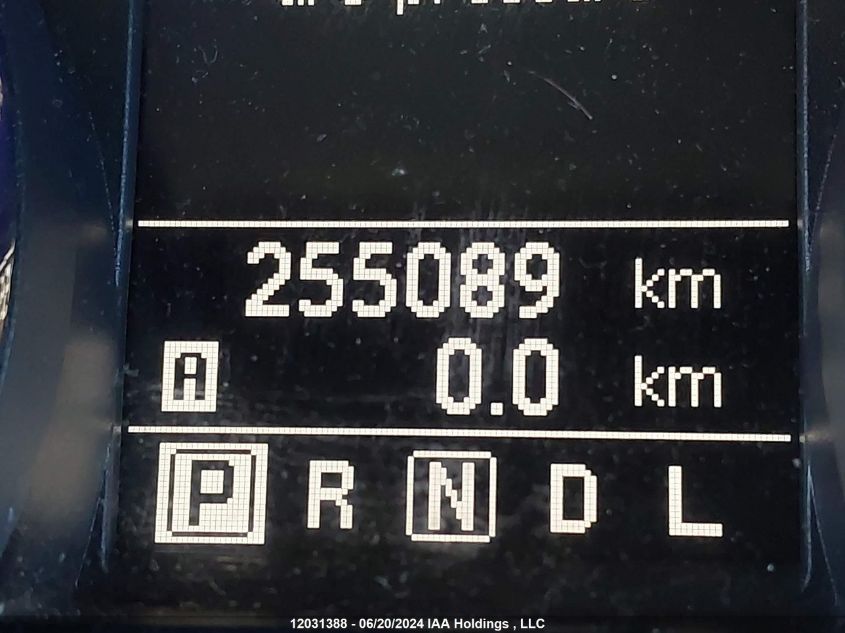 255089 km
A 0.0 km
P R N D L
12031388 - 06/20/2024 IAA Holdings , LLC